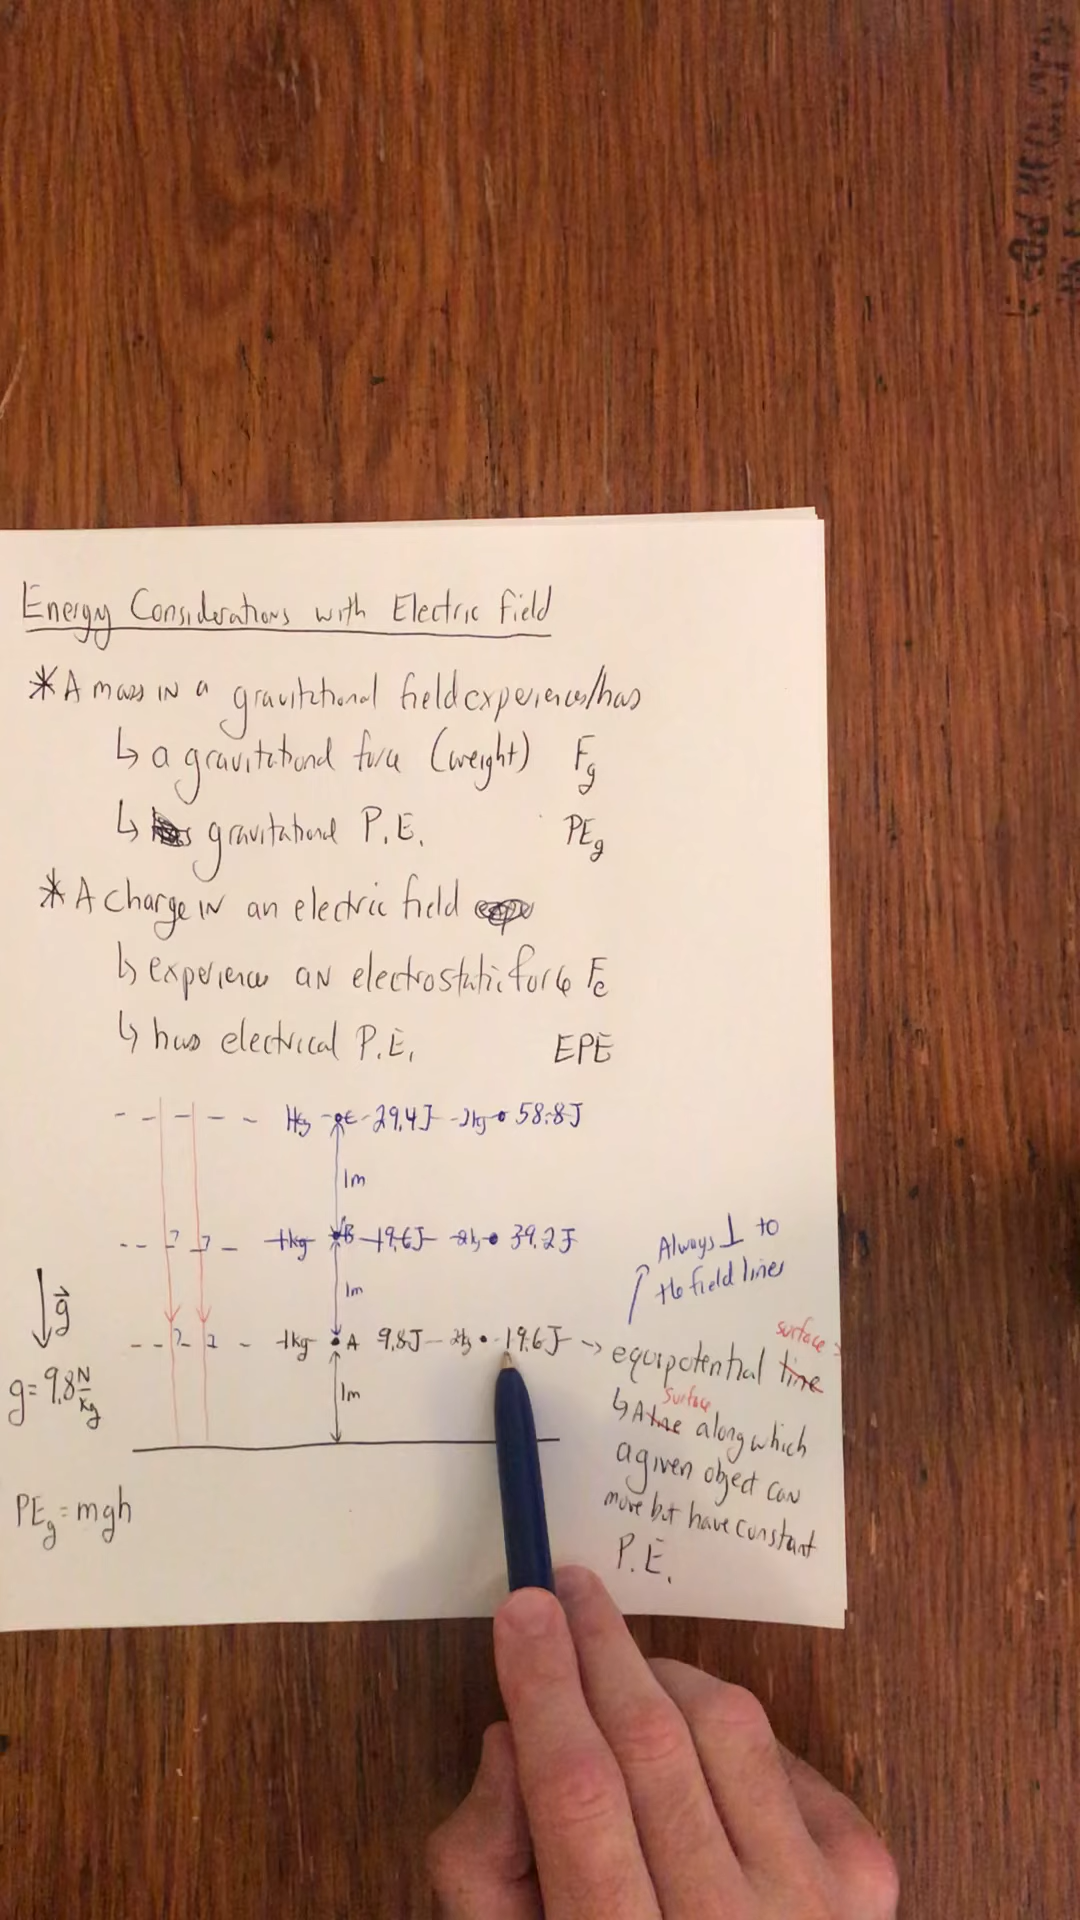 Energy Considerations with Electric Field
* A mass IN a gravitational field experiences/has
↳ a gravitational force (weight) Fg
↳ gravitational P.E. PEg
* A charge IN an electric field
↳ experience an electrostatic force Fe
↳ has electrical P.E. EPE
29.4J 2kg • 58.8J
1m
1kg B 19.6J 2kg • 39.2J
1m
Always ⊥ to
the field lines
g
g = 9.8 N/kg
1kg • A 9.8J 2kg • 19.6J → equipotential line surface
1m
↳ A line surface along which
a given object can
move but have constant
P.E.
PEg = mgh